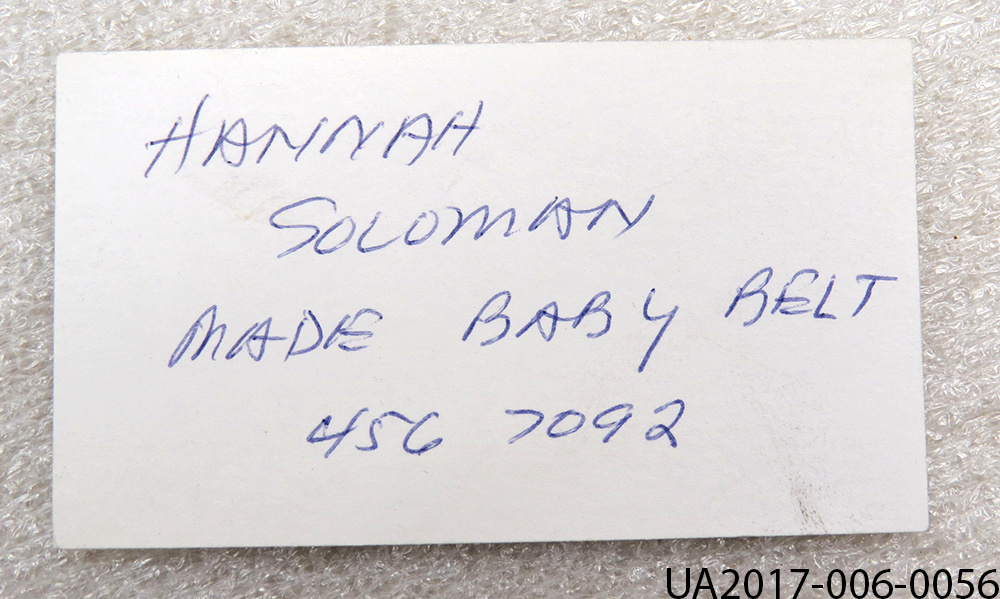 HANNAH
SOLOMAN
MADE BABY BELT
456 7092
UA2017-006-0056